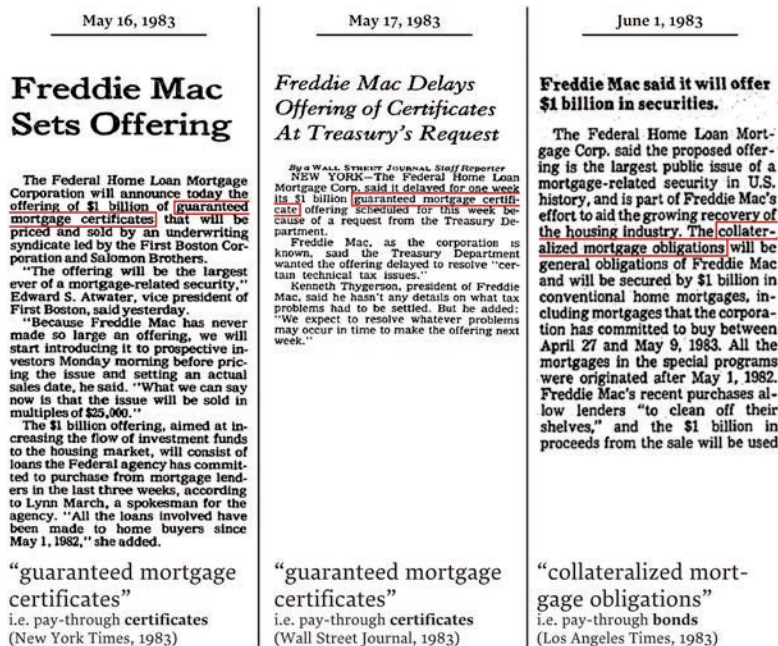 May 16, 1983
Freddie Mac
Sets Offering
The Federal Home Loan Mortgage
Corporation will announce today the
offering of $1 billion of guaranteed
mortgage certificates that will be
priced and sold by an underwriting
syndicate led by the First Boston Cor-
poration and Salomon Brothers.
"The offering will be the largest
ever of a mortgage-related security,"
Edward S. Atwater, vice president of
First Boston, said yesterday.
"Because Freddie Mac has never
made so large an offering, we will
start introducing it to prospective in-
vestors Monday morning before pric-
ing the issue and setting an actual
sales date, he said. "What we can say
now is that the issue will be sold in
multiples of $25,000."
The $1 billion offering, aimed at in-
creasing the flow of investment funds
to the housing market, will consist of
loans the Federal agency has commit-
ted to purchase from mortgage lend-
ers in the last three weeks, according
to Lynn March, a spokesman for the
agency. "All the loans involved have
been made to home buyers since
May 1, 1982," she added.
"guaranteed mortgage
certificates"
i.e. pay-through certificates
(New York Times, 1983)
May 17, 1983
Freddie Mac Delays
Offering of Certificates
At Treasury's Request
By a WALL STREET JOURNAL Staff Reporter
NEW YORK—The Federal Home Loan
Mortgage Corp. said it delayed for one week
its $1 billion guaranteed mortgage certifi-
cate offering scheduled for this week be-
cause of a request from the Treasury De-
partment.
Freddie Mac, as the corporation is
known, said the Treasury Department
wanted the offering delayed to resolve "cer-
tain technical tax issues."
Kenneth Thygerson, president of Freddie
Mac, said he hasn't any details on what tax
problems had to be settled. But he added:
"We expect to resolve whatever problems
may occur in time to make the offering next
week."
"guaranteed mortgage
certificates"
i.e. pay-through certificates
(Wall Street Journal, 1983)
June 1, 1983
Freddie Mac said it will offer
$1 billion in securities.
The Federal Home Loan Mort-
gage Corp. said the proposed offer-
ing is the largest public issue of a
mortgage-related security in U.S.
history, and is part of Freddie Mac's
effort to aid the growing recovery of
the housing industry. The collater-
alized mortgage obligations will be
general obligations of Freddie Mac
and will be secured by $1 billion in
conventional home mortgages, in-
cluding mortgages that the corpora-
tion has committed to buy between
April 27 and May 9, 1983. All the
mortgages in the special programs
were originated after May 1, 1982.
Freddie Mac's recent purchases al-
low lenders "to clean off their
shelves," and the $1 billion in
proceeds from the sale will be used
"collateralized mort-
gage obligations"
i.e. pay-through bonds
(Los Angeles Times, 1983)